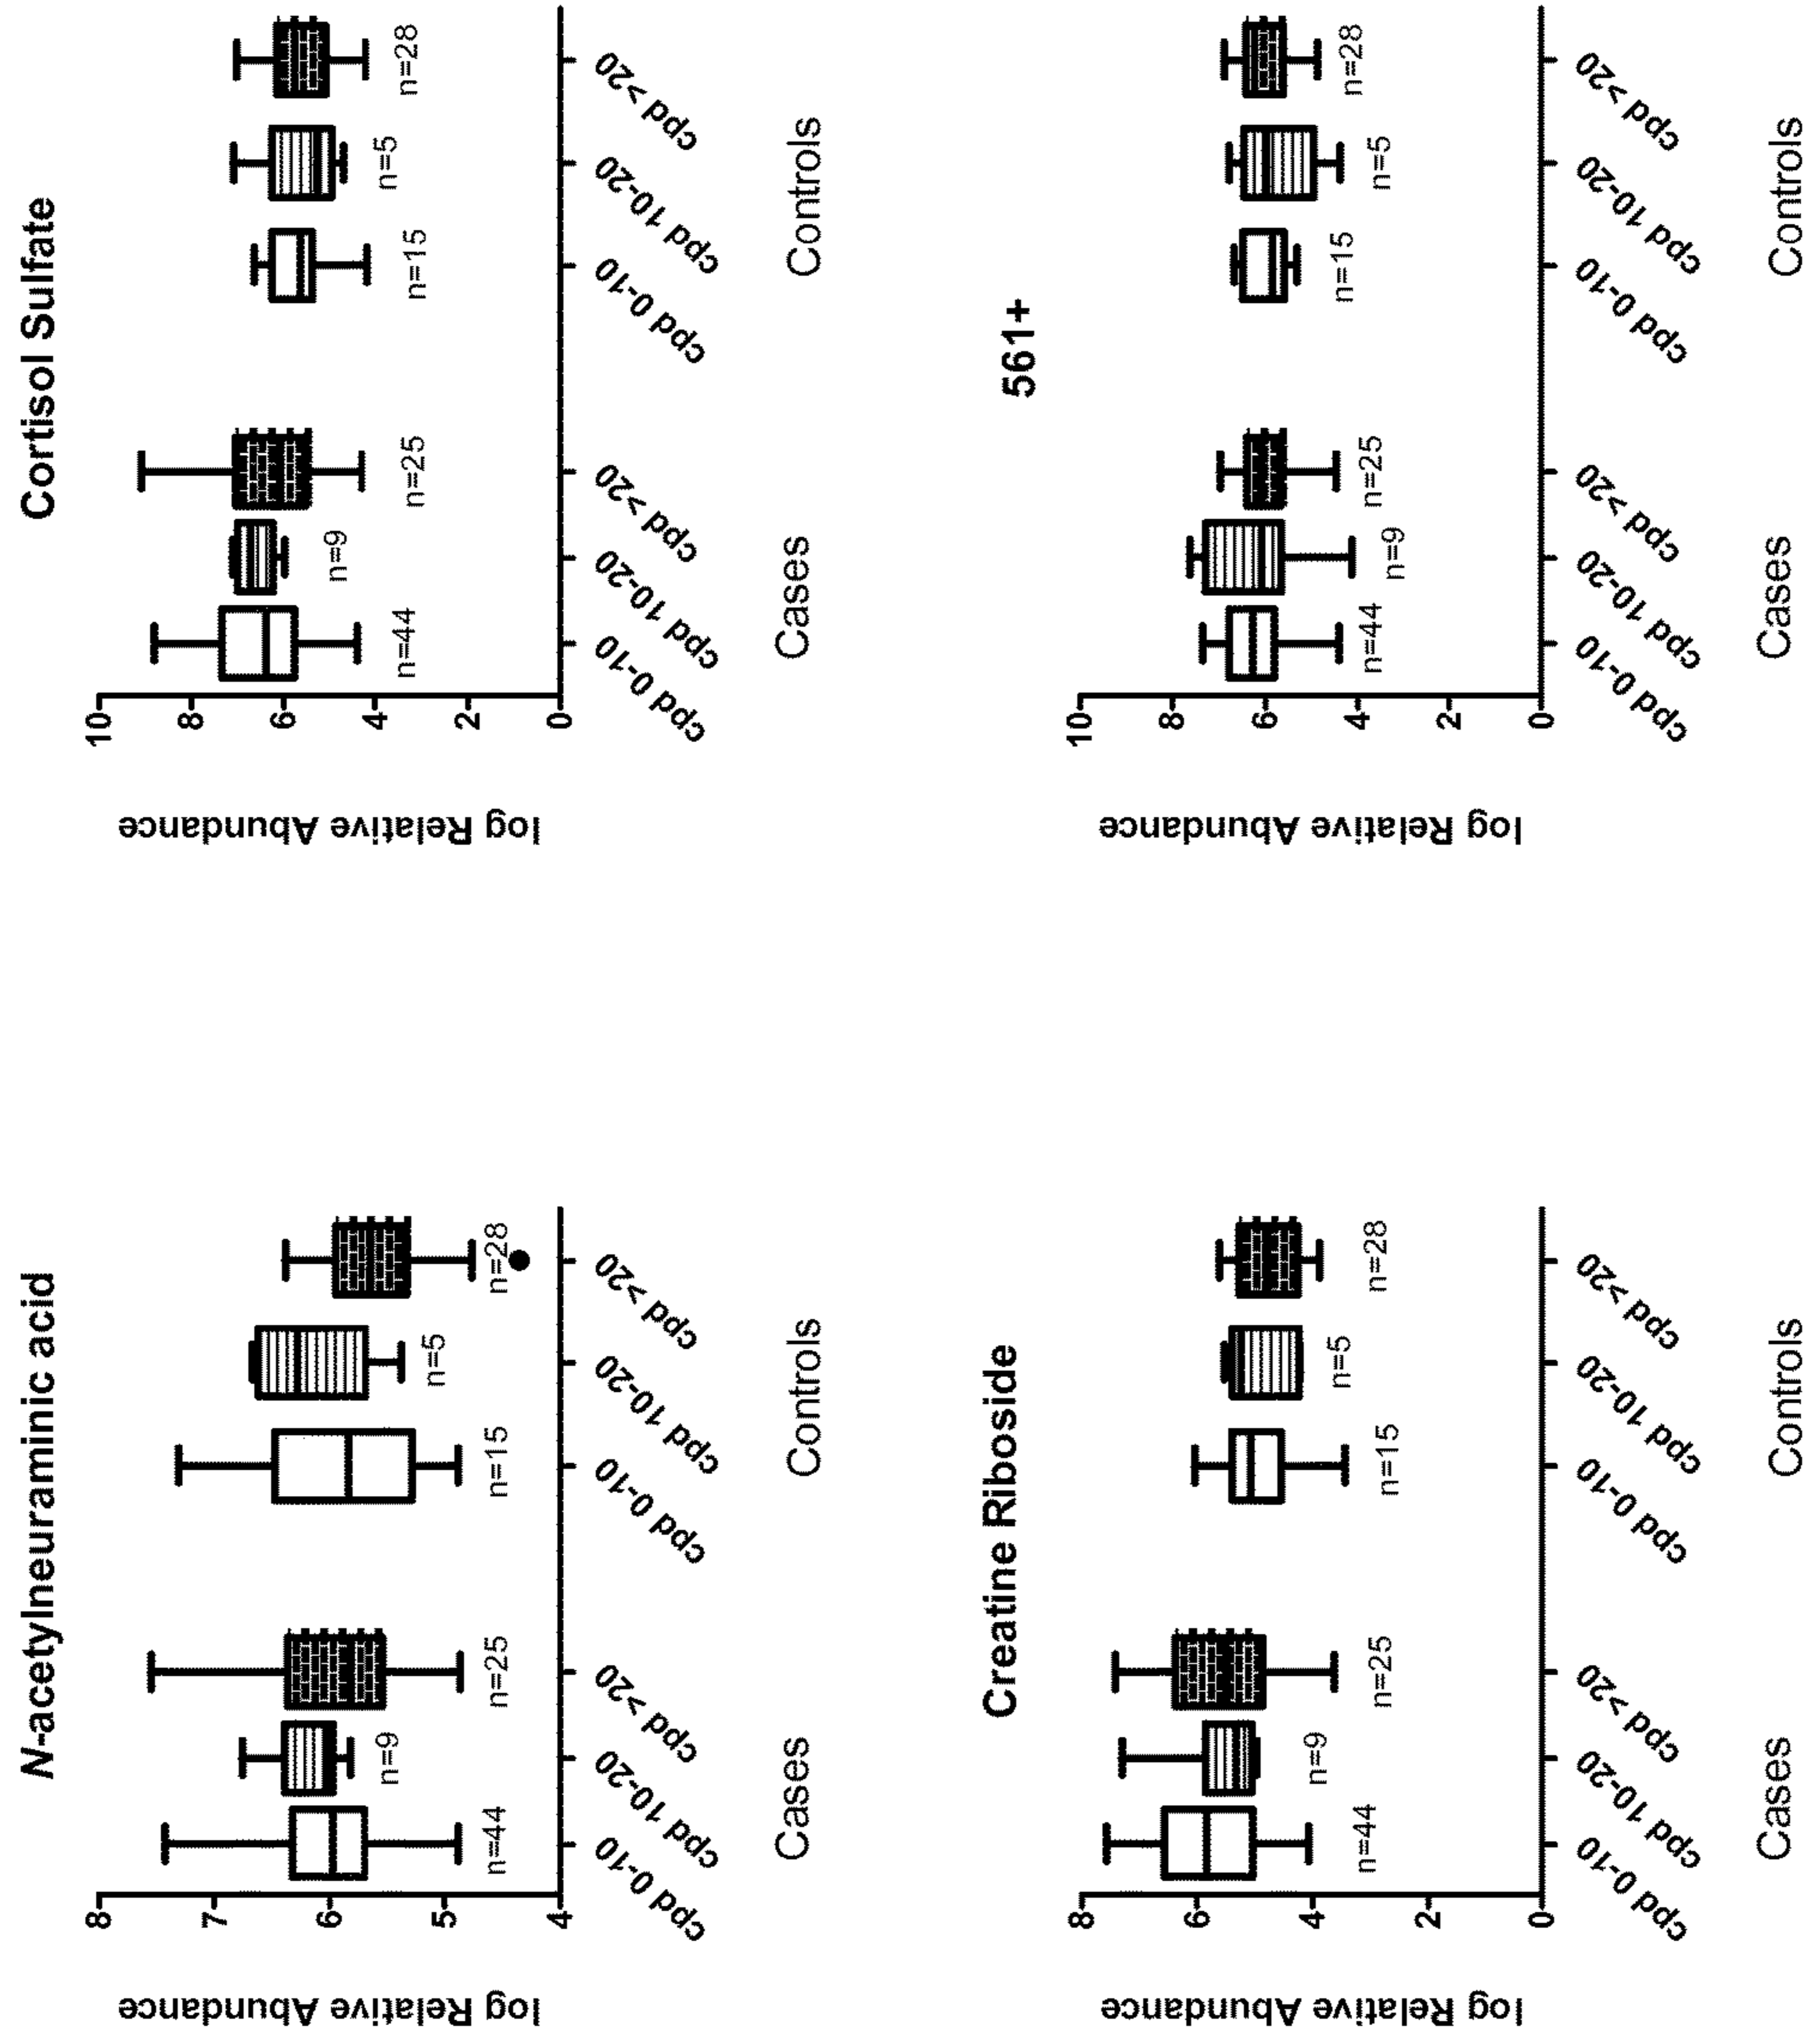 N-acetylneuraminic acid
log Relative Abundance
8
7
6
5
4
n=44
n=9
n=25
n=15
n=5
n=28
cpd 0-10
cpd 10-20
cpd >20
cpd 0-10
cpd 10-20
cpd >20
Cases
Controls
Cortisol Sulfate
log Relative Abundance
10
8
6
4
2
0
n=44
n=9
n=25
n=15
n=5
n=28
cpd 0-10
cpd 10-20
cpd >20
cpd 0-10
cpd 10-20
cpd >20
Cases
Controls
Creatine Riboside
log Relative Abundance
8
6
4
2
0
n=44
n=9
n=25
n=15
n=5
n=28
cpd 0-10
cpd 10-20
cpd >20
cpd 0-10
cpd 10-20
cpd >20
Cases
Controls
561+
log Relative Abundance
10
8
6
4
2
0
n=44
n=9
n=25
n=15
n=5
n=28
cpd 0-10
cpd 10-20
cpd >20
cpd 0-10
cpd 10-20
cpd >20
Cases
Controls